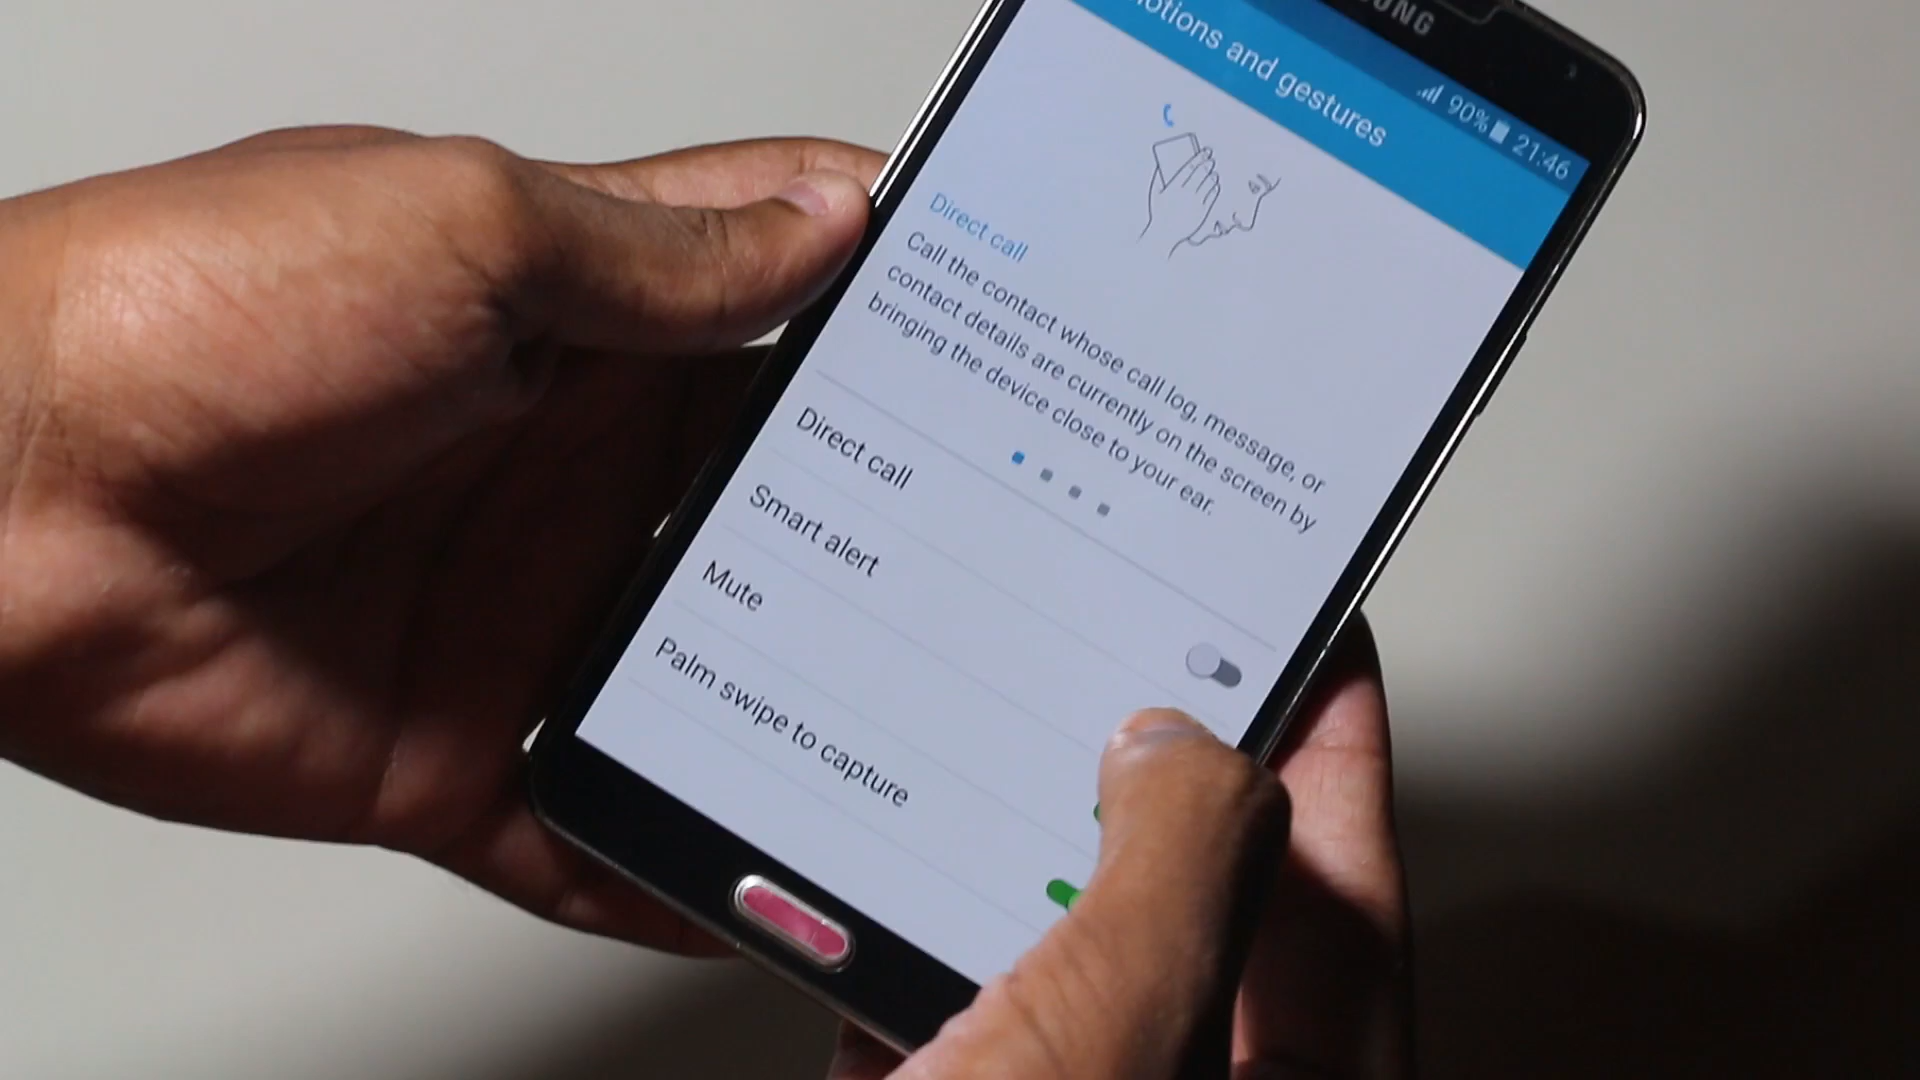 90% 21:46
and gestures
Direct call
Call the contact whose call log, message, or
contact details are currently on the screen by
bringing the device close to your ear.
Direct call
Smart alert
Mute
Palm swipe to capture